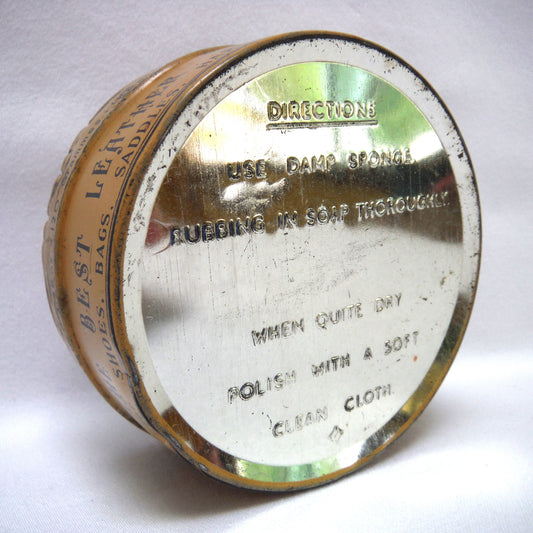 DIRECTIONS
USE DAMP SPONGE
RUBBING IN SOAP THOROUGHLY
WHEN QUITE DRY
POLISH WITH A SOFT
CLEAN CLOTH
BEST LEATHER
SHOES, BAGS, SADDLES,